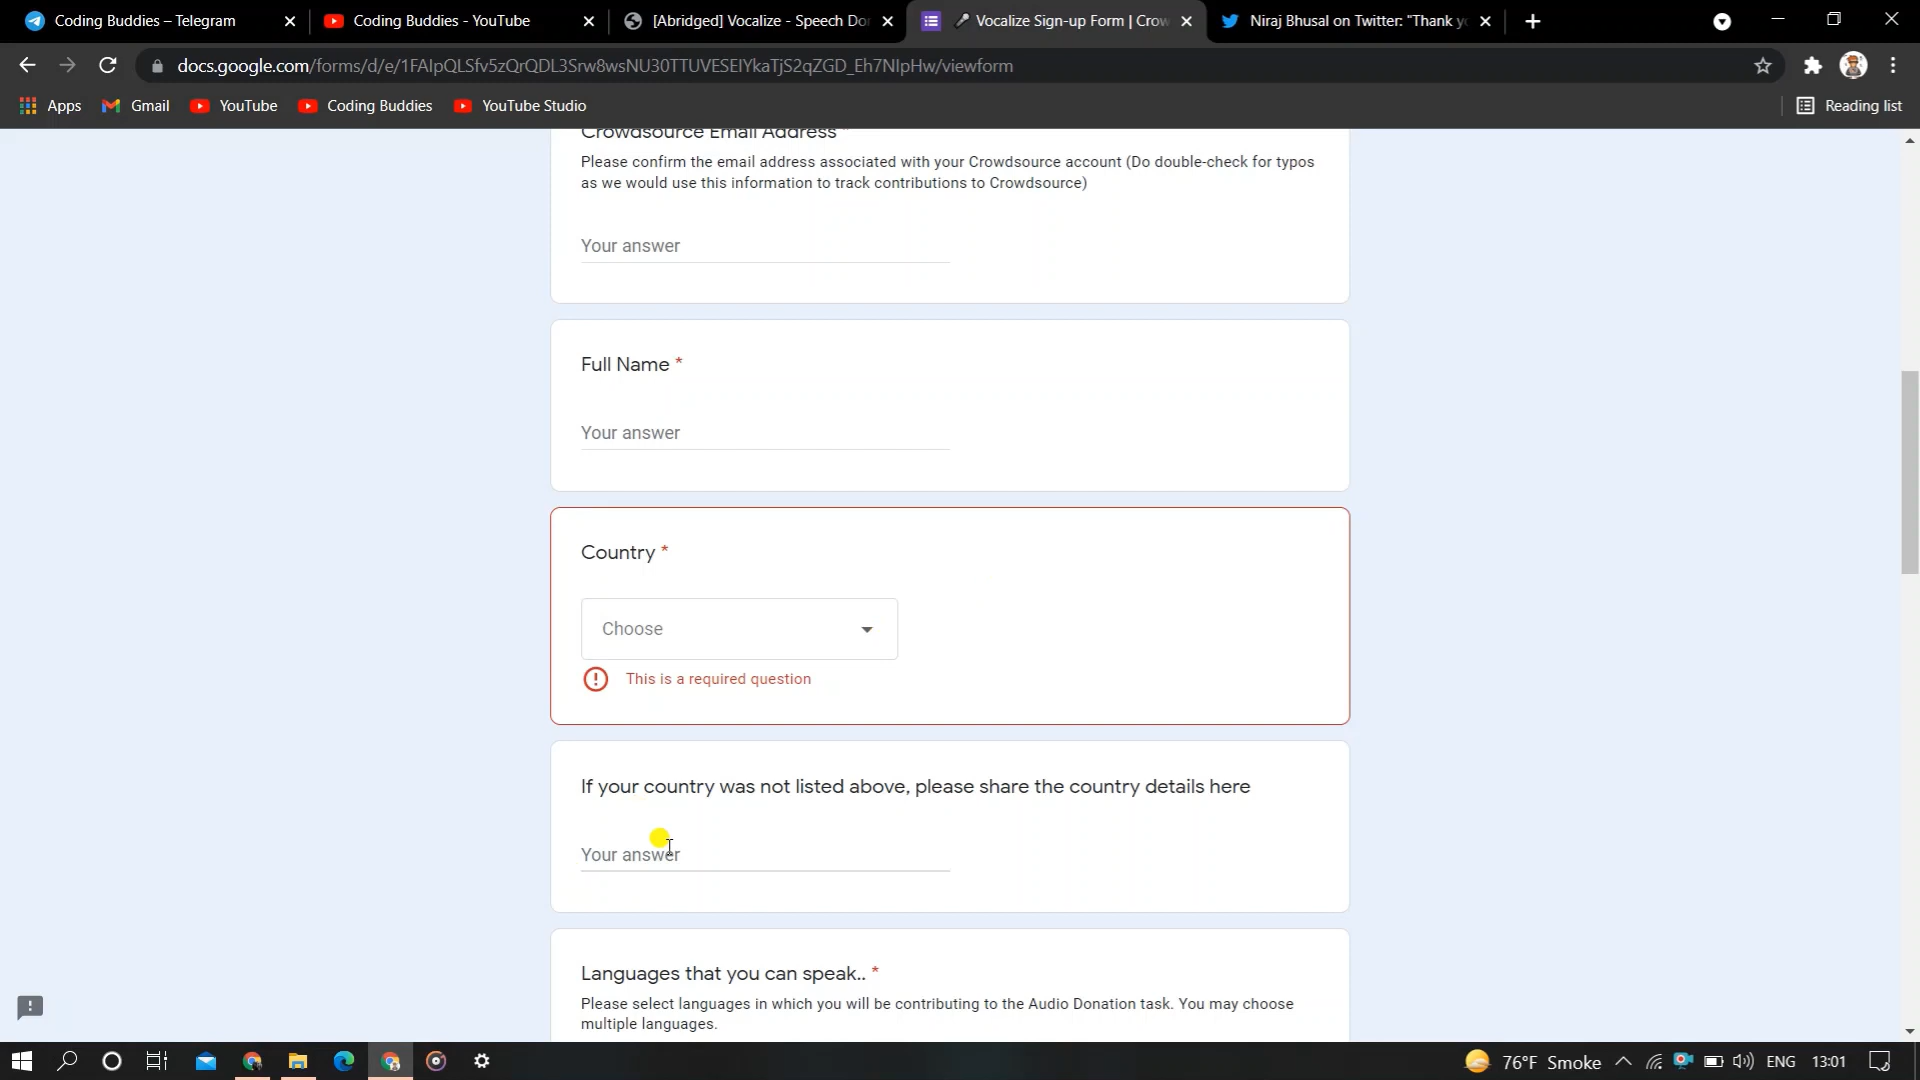 Coding Buddies – Telegram
Coding Buddies - YouTube
[Abridged] Vocalize - Speech Do
Vocalize Sign-up Form | Crow
Niraj Bhusal on Twitter: "Thank y
docs.google.com/forms/d/e/1FAIpQLSfv5zQrQDL3Srw8wsNU30TTUVESEIYkaTjS2qZGD_Eh7NIpHw/viewform
Apps
Gmail
YouTube
Coding Buddies
YouTube Studio
Reading list
Crowdsource Email Address *
Please confirm the email address associated with your Crowdsource account (Do double-check for typos
as we would use this information to track contributions to Crowdsource)
Your answer
Full Name *
Your answer
Country *
Choose
This is a required question
If your country was not listed above, please share the country details here
Your answer
Languages that you can speak.. *
Please select languages in which you will be contributing to the Audio Donation task. You may choose
multiple languages.
76°F Smoke
ENG
13:01